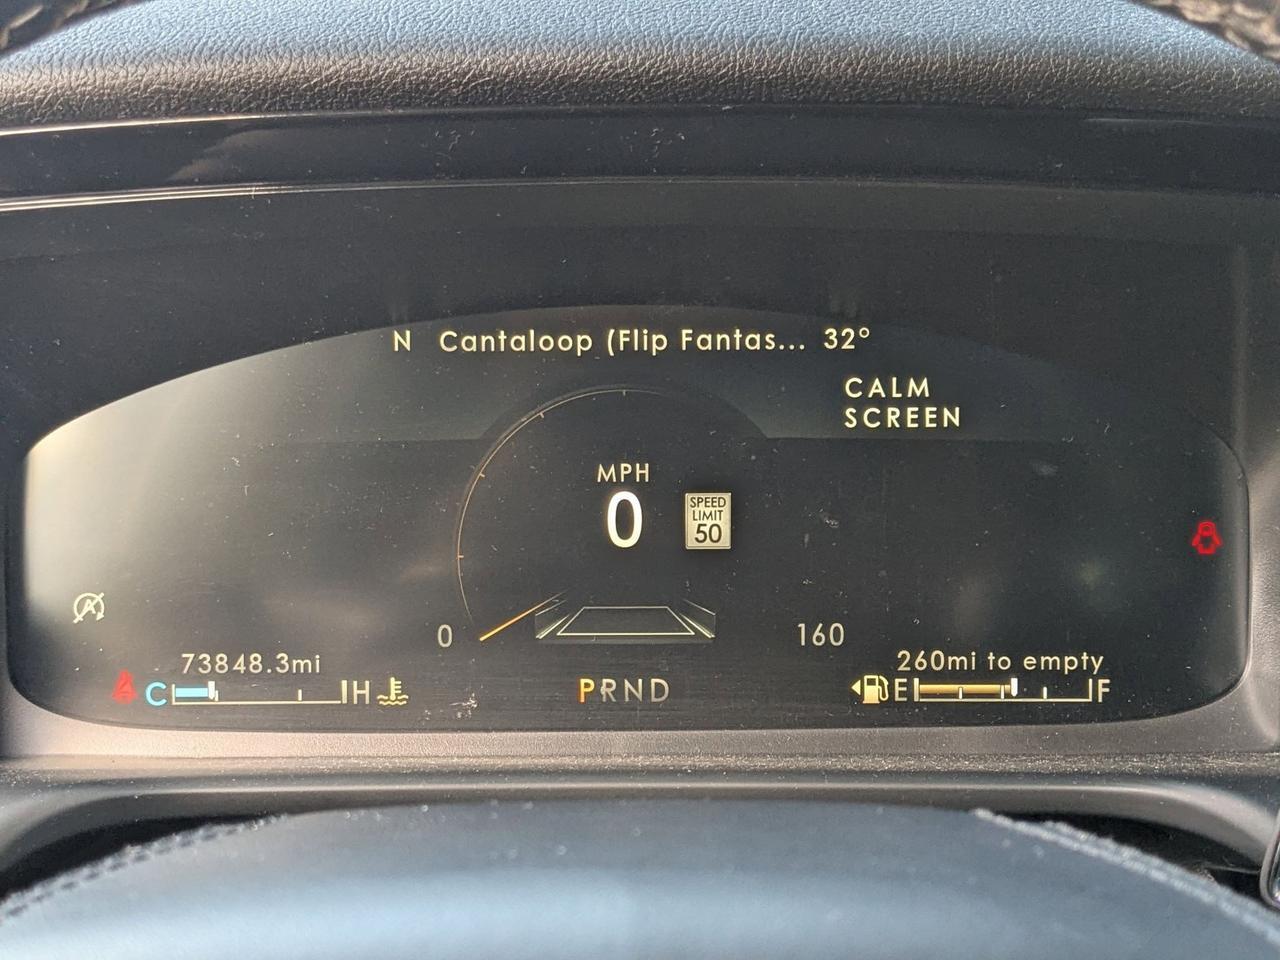 N Cantaloop (Flip Fantas... 32°
CALM
SCREEN
MPH
0
SPEED
LIMIT
50
0
160
73848.3mi
260mi to empty
C H
PRND
E F